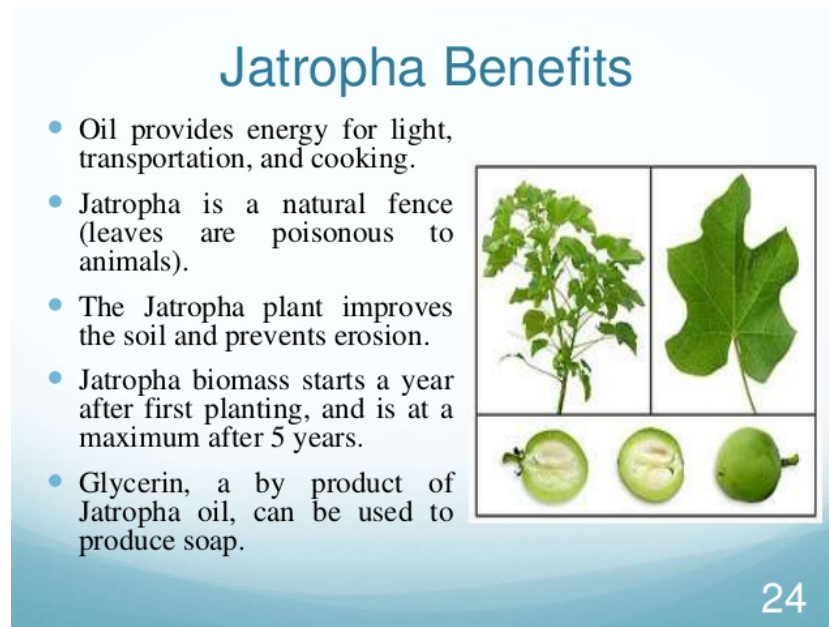 Jatropha Benefits
Oil provides energy for light,
transportation, and cooking.
Jatropha is a natural fence
(leaves are poisonous to
animals).
The Jatropha plant improves
the soil and prevents erosion.
Jatropha biomass starts a year
after first planting, and is at a
maximum after 5 years.
Glycerin, a by product of
Jatropha oil, can be used to
produce soap.
24